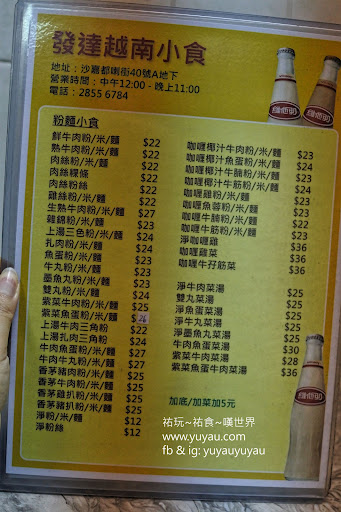 發達越南小食
地址：沙嘉都喇街40號A地下
營業時間：中午12:00 - 晚上11:00
電話：2855 6784
粉麵小食
鮮牛肉粉/米/麵 $22
熟牛肉粉/米/麵 $22
肉絲粉/米/麵 $22
肉絲粿條 $22
肉絲粉絲 $22
雞絲粉/米/麵 $22
生熟牛肉粉/米/麵 $27
雞錦粉/米/麵 $23
上湯三色粉/米/麵 $24
扎肉粉/米/麵 $24
魚蛋粉/米/麵 $23
牛丸粉/米/麵 $23
墨魚丸粉/米/麵 $23
雙丸粉/米/麵 $24
紫菜牛肉粉/米/麵 $25
紫菜魚蛋粉/米/麵 26
上湯牛肉三角粉 $22
上湯扎肉三角粉 $24
牛肉魚蛋粉/米/麵 $27
豬肉牛肉粉/米/麵 $25
香茅豬肉粉/米/麵 $25
香茅牛肉粉/米/麵 $25
香茅雞扒粉/米/麵 $25
香茅豬扒粉/米/麵 $25
淨粉/米/麵 $12
淨粉絲 $12
咖喱椰汁牛肉粉/米/麵 $23
咖喱椰汁魚蛋粉/米/麵 $24
咖喱椰汁牛腩粉/米/麵 $23
咖喱椰汁牛筋粉/米/麵 $24
咖喱雞粉/米/麵 $23
咖喱魚蓉粉/米/麵 $23
咖喱牛腩粉/米/麵 $22
咖喱牛筋粉/米/麵 $23
淨咖喱雞 $36
咖喱雞菜 $36
咖喱牛孖筋菜 $36
淨牛肉菜湯 $25
雙丸菜湯 $25
淨魚蛋菜湯 $25
淨牛丸菜湯 $25
淨墨魚丸菜湯 $25
牛肉魚蛋菜湯 $30
紫菜牛肉菜湯 $28
紫菜魚蛋牛肉菜湯 $36
加底/加菜加5元
祐玩~祐食~嘆世界
www.yuyau.com
fb & ig: yuyauyuyau